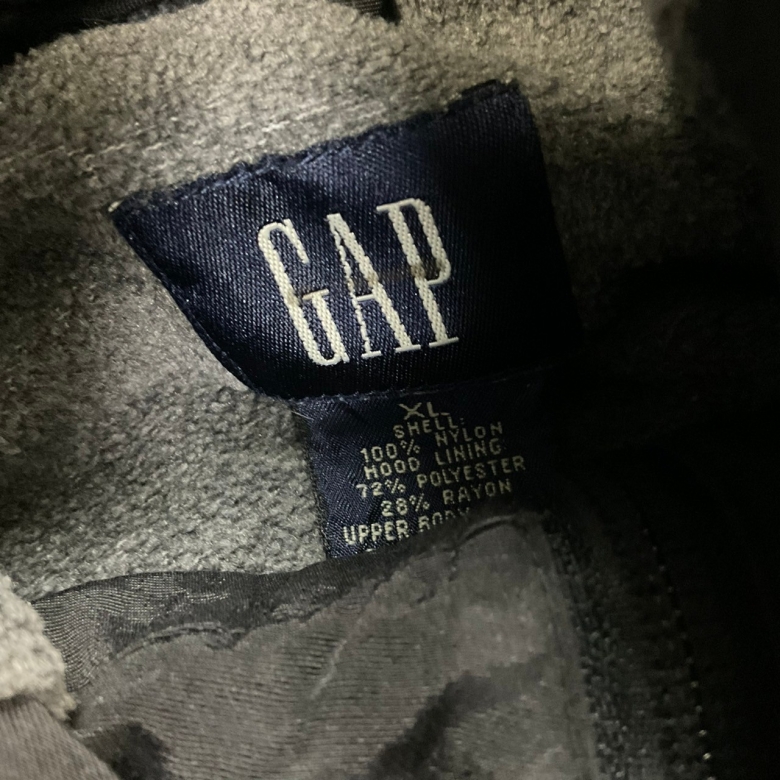 GAP
XL
SHELL:
100% NYLON
HOOD LINING
72% POLYESTER
28% RAYON
UPPER BODY